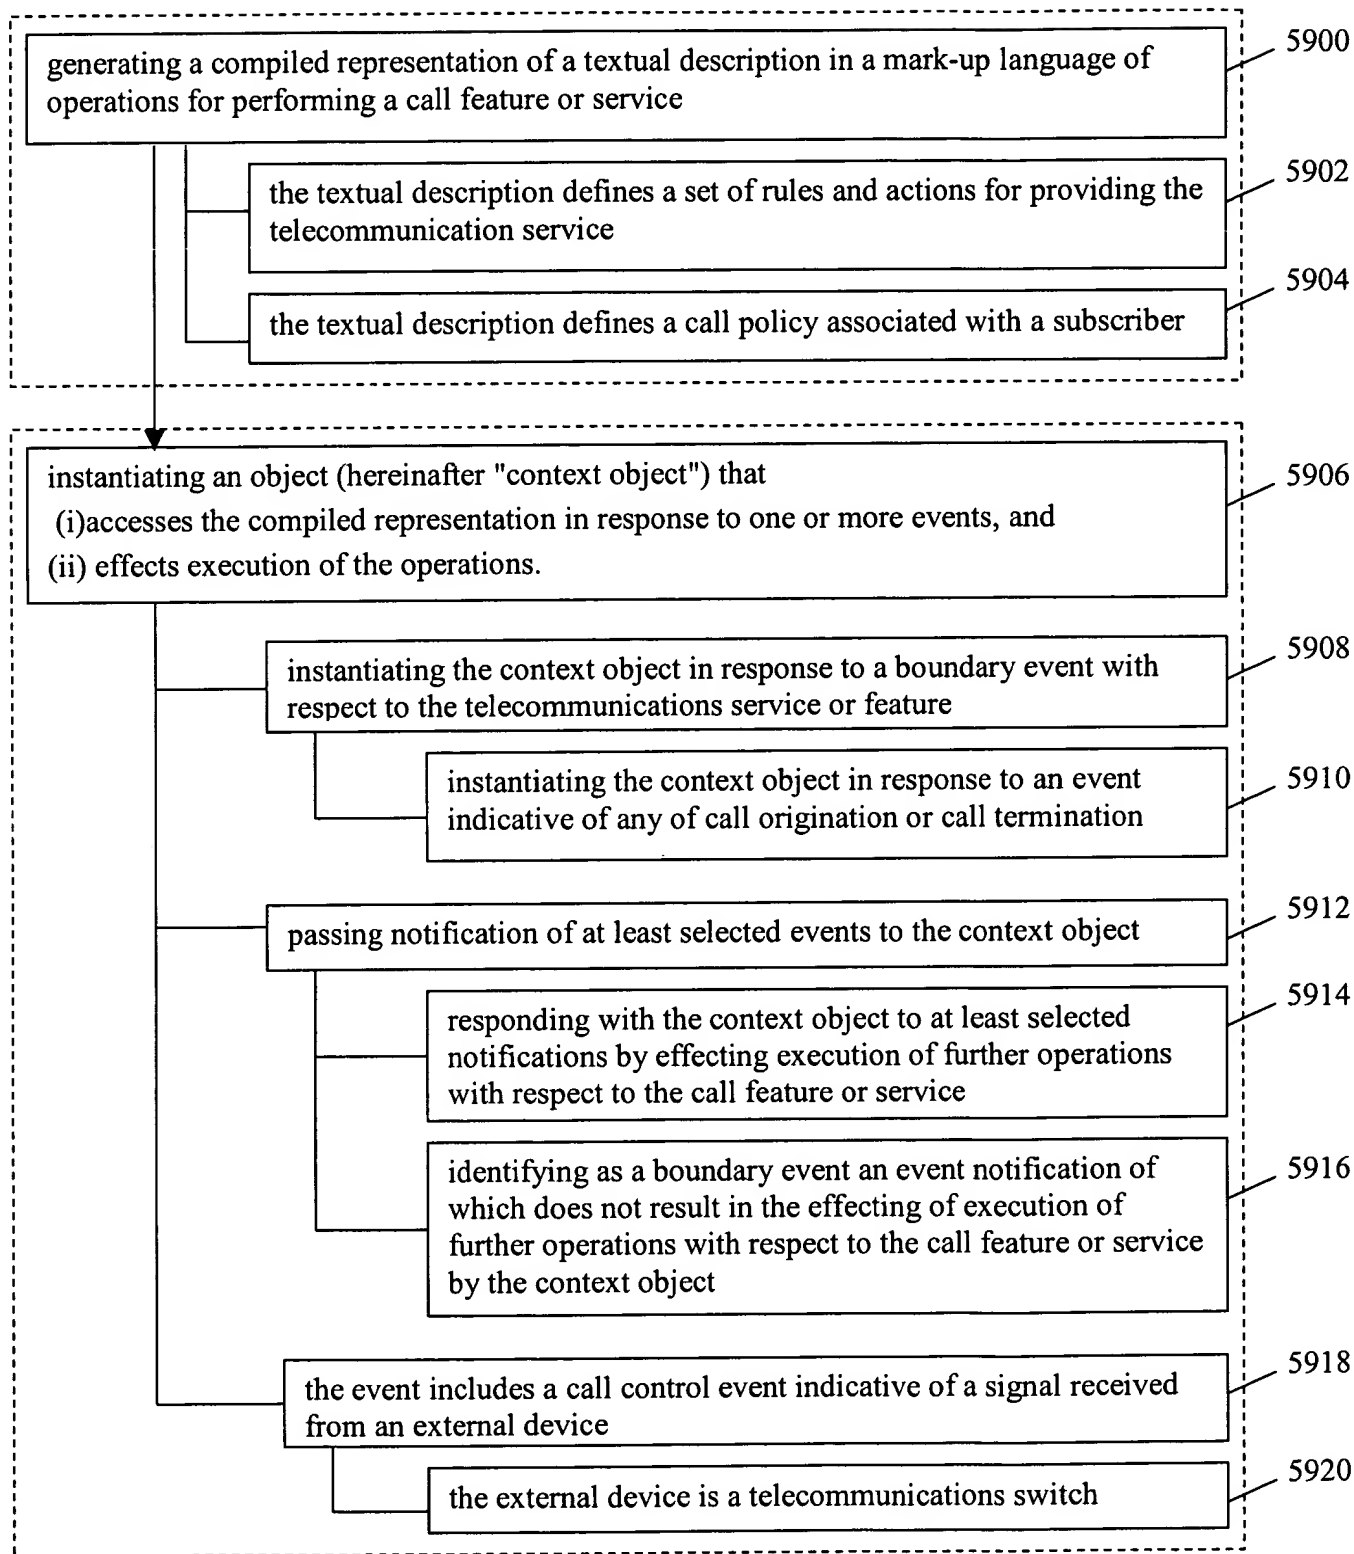 5900
generating a compiled representation of a textual description in a mark-up language of
operations for performing a call feature or service
5902
the textual description defines a set of rules and actions for providing the
telecommunication service
5904
the textual description defines a call policy associated with a subscriber
5906
instantiating an object (hereinafter "context object") that
(i)accesses the compiled representation in response to one or more events, and
(ii) effects execution of the operations.
5908
instantiating the context object in response to a boundary event with
respect to the telecommunications service or feature
5910
instantiating the context object in response to an event
indicative of any of call origination or call termination
5912
passing notification of at least selected events to the context object
5914
responding with the context object to at least selected
notifications by effecting execution of further operations
with respect to the call feature or service
5916
identifying as a boundary event an event notification of
which does not result in the effecting of execution of
further operations with respect to the call feature or service
by the context object
5918
the event includes a call control event indicative of a signal received
from an external device
5920
the external device is a telecommunications switch